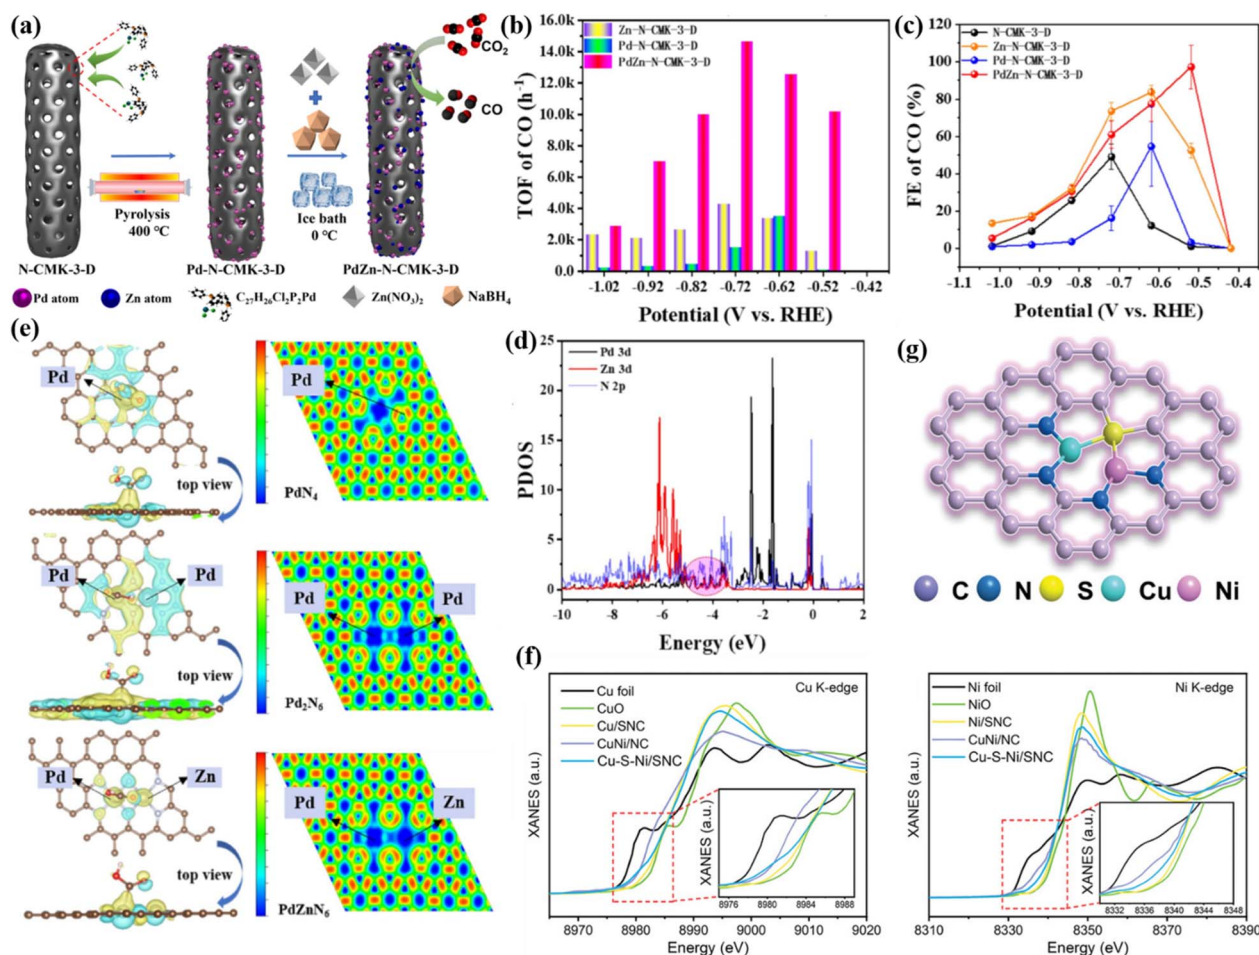 (a)
CO₂
CO
Pyrolysis
400 ℃
Ice bath
0 ℃
N-CMK-3-D
Pd-N-CMK-3-D
PdZn-N-CMK-3-D
Pd atom
Zn atom
C₂₇H₂₆Cl₂P₂Pd
Zn(NO₃)₂
NaBH₄
(b)
16.0k
14.0k
12.0k
10.0k
8.0k
6.0k
4.0k
2.0k
0.0
TOF of CO (h⁻¹)
Zn-N-CMK-3-D
Pd-N-CMK-3-D
PdZn-N-CMK-3-D
-1.02 -0.92 -0.82 -0.72 -0.62 -0.52 -0.42
Potential (V vs. RHE)
(c)
120
100
80
60
40
20
0
FE of CO (%)
N-CMK-3-D
Zn-N-CMK-3-D
Pd-N-CMK-3-D
PdZn-N-CMK-3-D
-1.1 -1.0 -0.9 -0.8 -0.7 -0.6 -0.5 -0.4
Potential (V vs. RHE)
(e)
Pd
top view
Pd
PdN₄
Pd
Pd
top view
Pd
Pd
Pd₂N₆
Pd
Zn
top view
Pd
Zn
PdZnN₆
(d)
25
20
15
10
5
0
PDOS
Pd 3d
Zn 3d
N 2p
-10 -8 -6 -4 -2 0 2
Energy (eV)
(g)
C N S Cu Ni
(f)
XANES (a.u.)
Cu foil
CuO
Cu/SNC
CuNi/NC
Cu-S-Ni/SNC
Cu K-edge
XANES (a.u.)
8976 8980 8984 8988
8970 8980 8990 9000 9010 9020
Energy (eV)
XANES (a.u.)
Ni foil
NiO
Ni/SNC
CuNi/NC
Cu-S-Ni/SNC
Ni K-edge
XANES (a.u.)
8332 8336 8340 8344 8348
8310 8330 8350 8370 8390
Energy (eV)